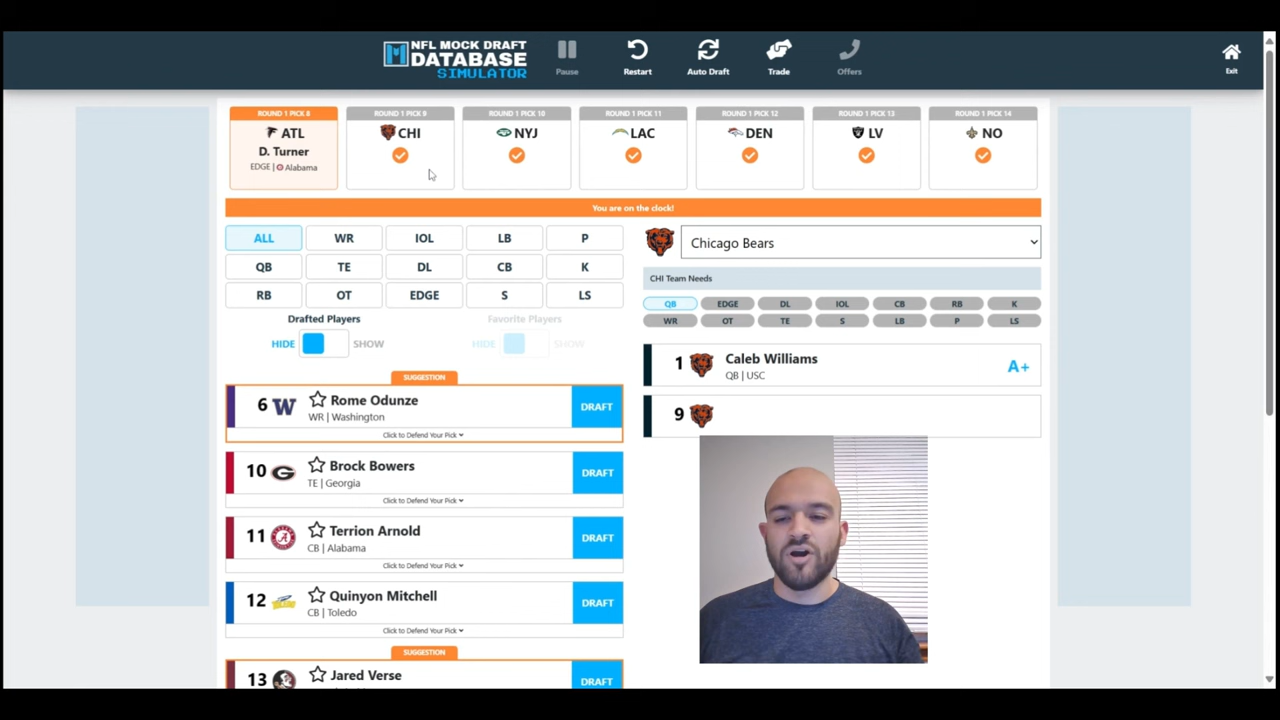 NFL MOCK DRAFT
DATABASE
SIMULATOR
Pause
Restart
Auto Draft
Trade
Offers
Exit
ROUND 1 PICK 8
ATL
D. Turner
EDGE | Alabama
ROUND 1 PICK 9
CHI
ROUND 1 PICK 10
NYJ
ROUND 1 PICK 11
LAC
ROUND 1 PICK 12
DEN
ROUND 1 PICK 13
LV
ROUND 1 PICK 14
NO
You are on the clock!
ALL WR IOL LB P
QB TE DL CB K
RB OT EDGE S LS
Drafted Players
HIDE SHOW
Favorite Players
HIDE SHOW
SUGGESTION
6 W Rome Odunze
WR | Washington
DRAFT
Click to Defend Your Pick
10 G Brock Bowers
TE | Georgia
DRAFT
Click to Defend Your Pick
11 Terrion Arnold
CB | Alabama
DRAFT
Click to Defend Your Pick
12 Quinyon Mitchell
CB | Toledo
DRAFT
Click to Defend Your Pick
SUGGESTION
13 Jared Verse
DRAFT
Chicago Bears
CHI Team Needs
QB EDGE DL IOL CB RB K
WR OT TE S LB P LS
1 Caleb Williams
QB | USC
A+
9